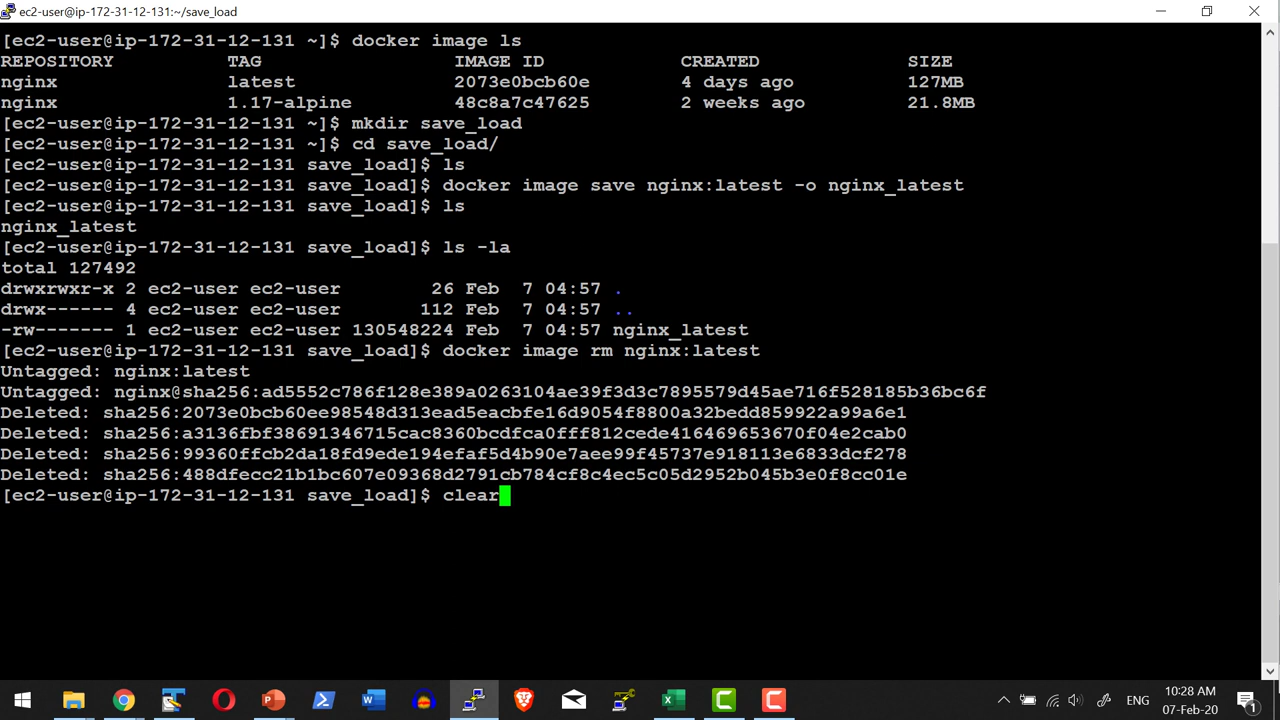 ec2-user@ip-172-31-12-131:~/save_load
[ec2-user@ip-172-31-12-131 ~]$ docker image ls
REPOSITORY TAG IMAGE ID CREATED SIZE
nginx latest 2073e0bcb60e 4 days ago 127MB
nginx 1.17-alpine 48c8a7c47625 2 weeks ago 21.8MB
[ec2-user@ip-172-31-12-131 ~]$ mkdir save_load
[ec2-user@ip-172-31-12-131 ~]$ cd save_load/
[ec2-user@ip-172-31-12-131 save_load]$ ls
[ec2-user@ip-172-31-12-131 save_load]$ docker image save nginx:latest -o nginx_latest
[ec2-user@ip-172-31-12-131 save_load]$ ls
nginx_latest
[ec2-user@ip-172-31-12-131 save_load]$ ls -la
total 127492
drwxrwxr-x 2 ec2-user ec2-user 26 Feb 7 04:57 .
drwx------ 4 ec2-user ec2-user 112 Feb 7 04:57 ..
-rw------- 1 ec2-user ec2-user 130548224 Feb 7 04:57 nginx_latest
[ec2-user@ip-172-31-12-131 save_load]$ docker image rm nginx:latest
Untagged: nginx:latest
Untagged: nginx@sha256:ad5552c786f128e389a0263104ae39f3d3c7895579d45ae716f528185b36bc6f
Deleted: sha256:2073e0bcb60ee98548d313ead5eacbfe16d9054f8800a32bedd859922a99a6e1
Deleted: sha256:a3136fbf38691346715cac8360bcdfca0fff812cede416469653670f04e2cab0
Deleted: sha256:99360ffcb2da18fd9ede194efaf5d4b90e7aee99f45737e918113e6833dcf278
Deleted: sha256:488dfecc21b1bc607e09368d2791cb784cf8c4ec5c05d2952b045b3e0f8cc01e
[ec2-user@ip-172-31-12-131 save_load]$ clear
ENG
10:28 AM
07-Feb-20
1